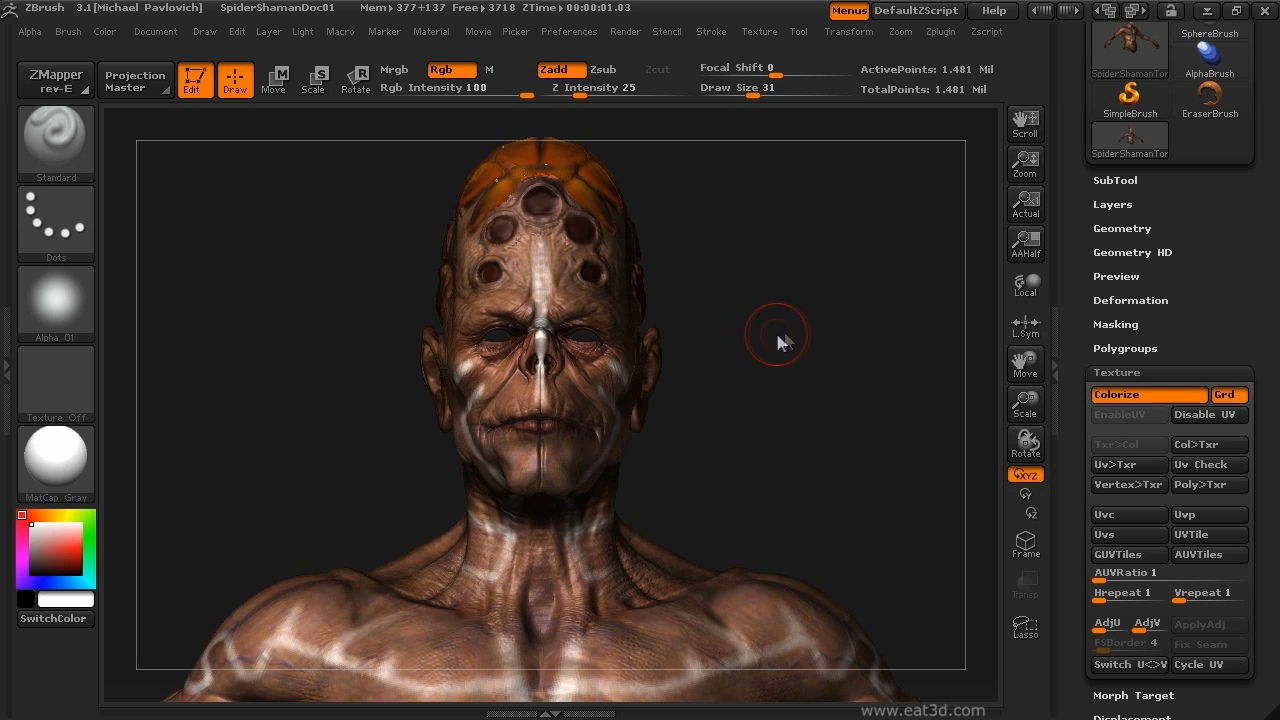 ZBrush 3.1[Michael Pavlovich] SpiderShamanDoc01 Mem▸377+137 Free▸3718 ZTime▸00:00:01.03 Menus DefaultZScript Help
Alpha Brush Color Document Draw Edit Layer Light Macro Marker Material Movie Picker Preferences Render Stencil Stroke Texture Tool Transform Zoom Zplugin Zscript
ZMapper
rev-E
Projection
Master
Edit
Draw
Move
Scale
Rotate
Mrgb Rgb M
Rgb Intensity 100
Zadd Zsub Zcut
Z Intensity 25
Focal Shift 0
Draw Size 31
ActivePoints: 1.481 Mil
TotalPoints: 1.481 Mil
Standard
Dots
Alpha 01
Texture Off
MatCap Gray
SwitchColor
Scroll
Zoom
Actual
AAHalf
Local
L.Sym
Move
Scale
Rotate
XYZ
Y
Z
Frame
Transp
Lasso
SphereBrush
SpiderShamanTor
AlphaBrush
SimpleBrush
EraserBrush
SpiderShamanTor
SubTool
Layers
Geometry
Geometry HD
Preview
Deformation
Masking
Polygroups
Texture
Colorize Grd
EnableUV Disable UV
Txr>Col Col>Txr
Uv>Txr Uv Check
Vertex>Txr Poly>Txr
Uvc Uvp
Uvs UVTile
GUVTiles AUVTiles
AUVRatio 1
Hrepeat 1 Vrepeat 1
AdjU AdjV ApplyAdj
FSBorder 4 Fix Seam
Switch U<>V Cycle UV
Morph Target
Displacement
www.eat3d.com